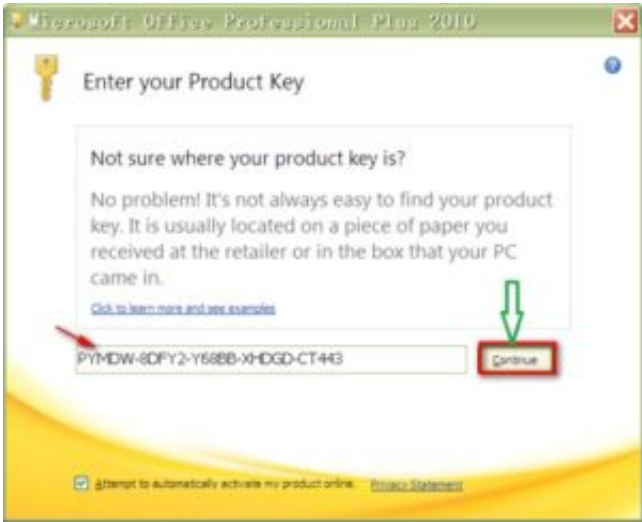 Microsoft Office Professional Plus 2010
Enter your Product Key
Not sure where your product key is?
No problem! It's not always easy to find your product
key. It is usually located on a piece of paper you
received at the retailer or in the box that your PC
came in.
Click to learn more and see examples
PYMDW-8DFY2-Y68BB-XHDGD-CT443
Continue
Attempt to automatically activate my product online. Privacy Statement